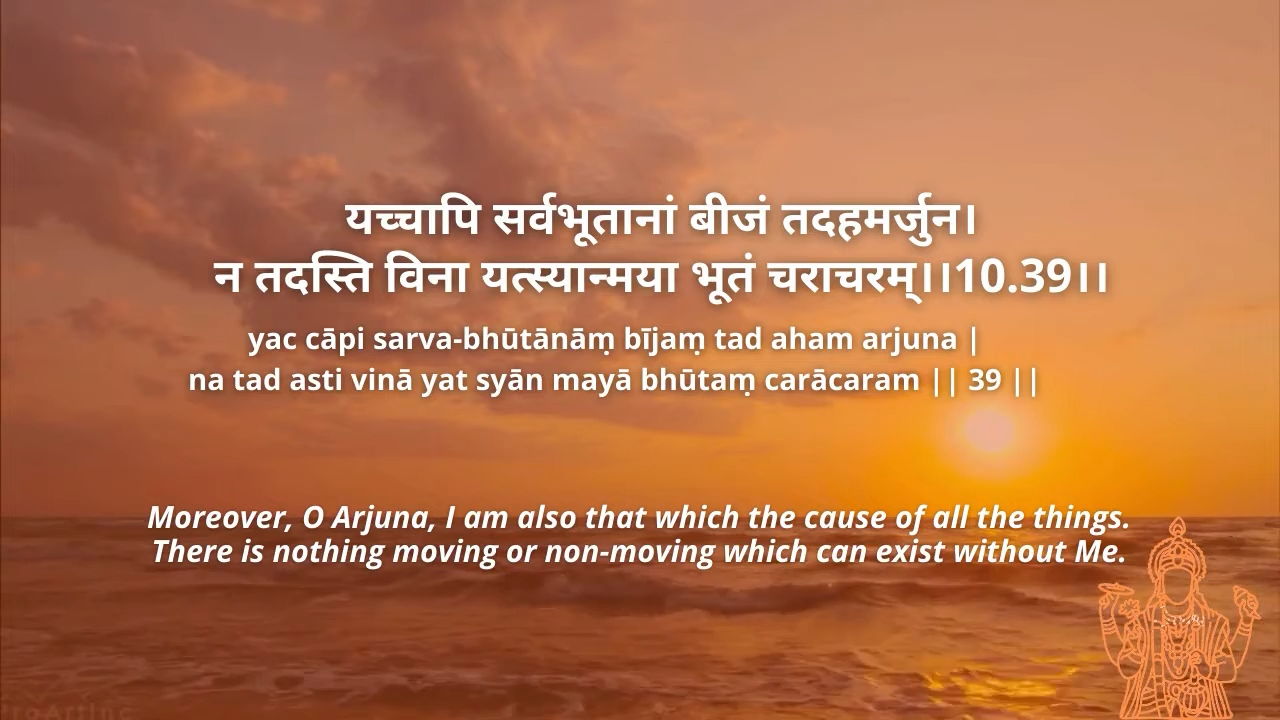 यच्चापि सर्वभूतानां बीजं तदहमर्जुन।
न तदस्ति विना यत्स्यान्मया भूतं चराचरम्।।10.39।।
yac cāpi sarva-bhūtānāṃ bījaṃ tad aham arjuna |
na tad asti vinā yat syān mayā bhūtaṃ carācaram || 39 ||
Moreover, O Arjuna, I am also that which the cause of all the things.
There is nothing moving or non-moving which can exist without Me.